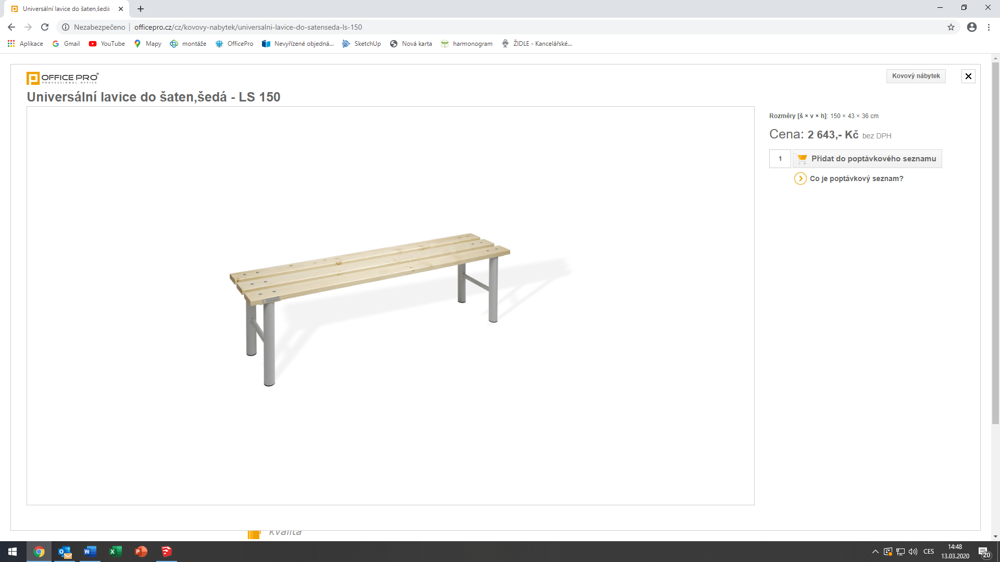 Universální lavice do šaten,šedá -
Nezabezpečeno
officepro.cz/cz/kovovy-nabytek/universalni-lavice-do-satenseda-ls-150
Aplikace
Gmail
YouTube
Mapy
montáže
OfficePro
Nevyřízené objedná...
SketchUp
Nová karta
harmonogram
ŽIDLE - Kancelářské...
OFFICE PRO®
PROFESSIONAL OFFICE
Kovový nábytek
Universální lavice do šaten,šedá - LS 150
Rozměry [š × v × h]: 150 × 43 × 36 cm
Cena: 2 643,- Kč bez DPH
1
Přidat do poptávkového seznamu
Co je poptávkový seznam?
kvalita
CES
14:48
13.03.2020
20